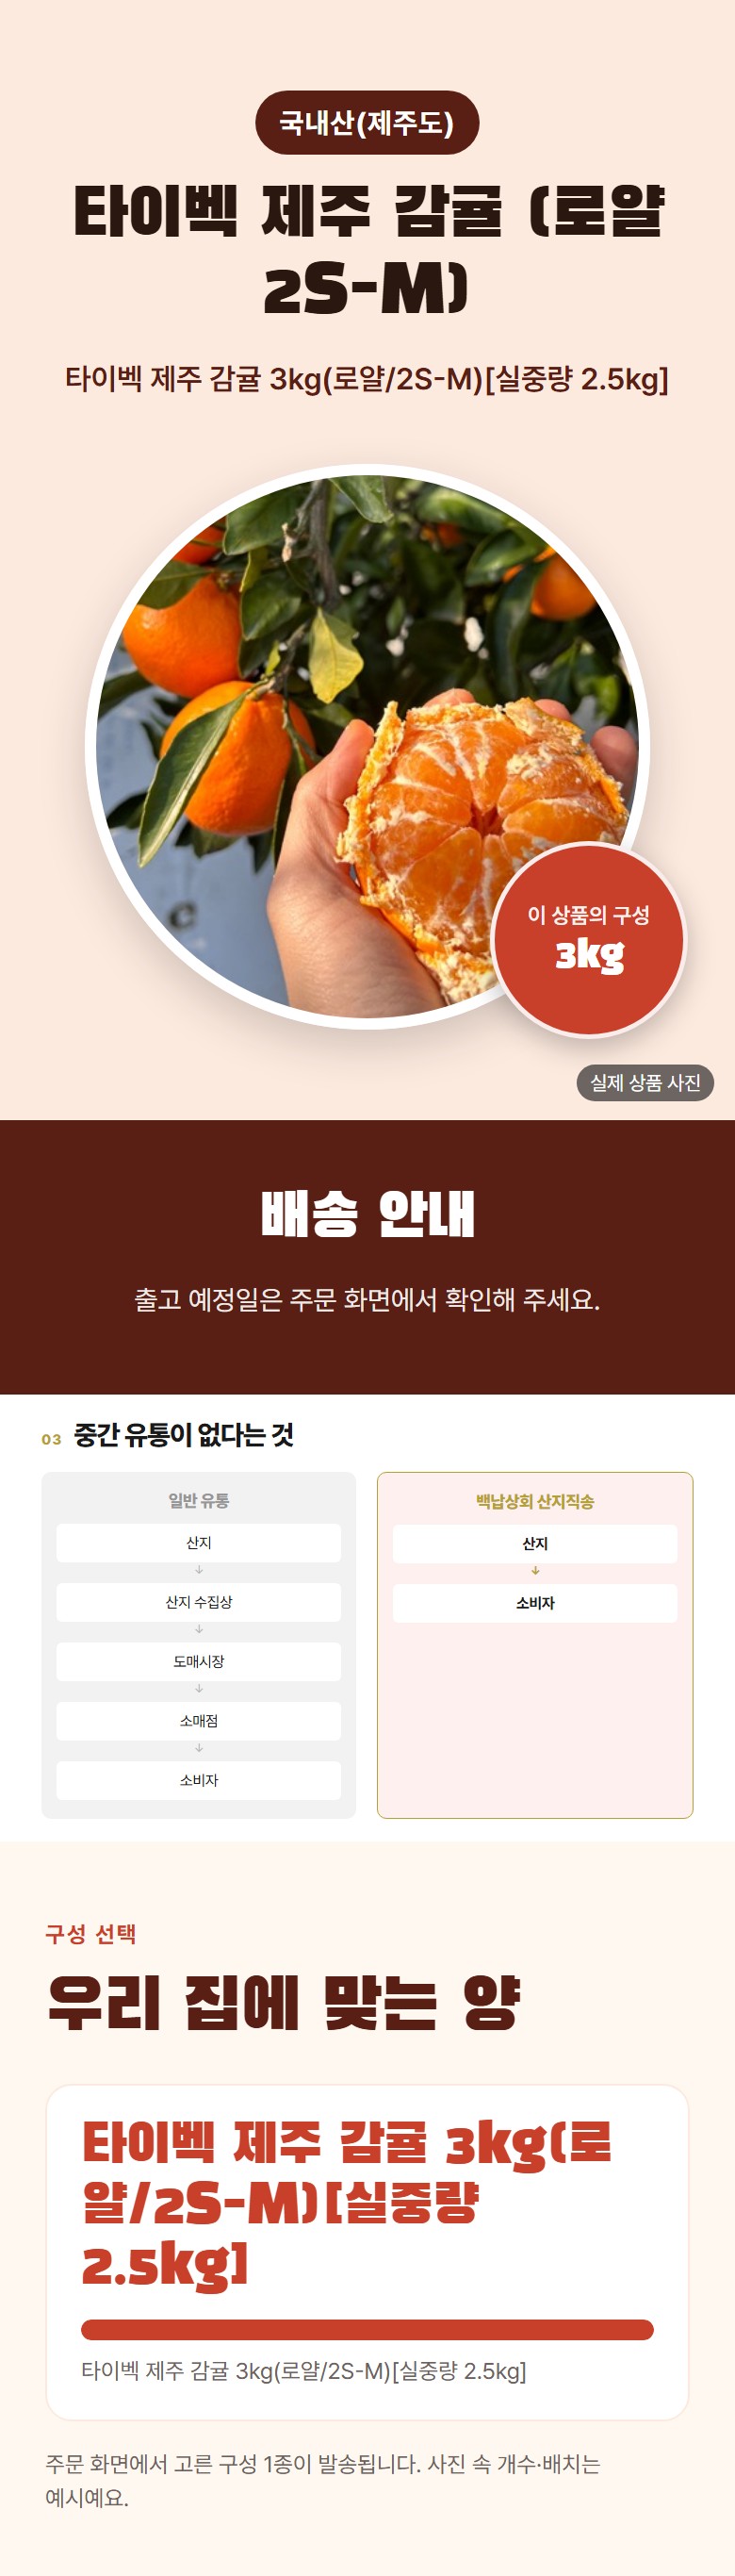 국내산(제주도)
타이벡 제주 감귤 (로얄
2S-M)
타이벡 제주 감귤 3kg(로얄/2S-M)[실중량 2.5kg]
이 상품의 구성
3kg
실제 상품 사진
배송 안내
출고 예정일은 주문 화면에서 확인해 주세요.
03 중간 유통이 없다는 것
일반 유통
산지
↓
산지 수집상
↓
도매시장
↓
소매점
↓
소비자
백납상회 산지직송
산지
↓
소비자
구성 선택
우리 집에 맞는 양
타이벡 제주 감귤 3kg(로
얄/2S-M)[실중량
2.5kg]
타이벡 제주 감귤 3kg(로얄/2S-M)[실중량 2.5kg]
주문 화면에서 고른 구성 1종이 발송됩니다. 사진 속 개수·배치는
예시예요.